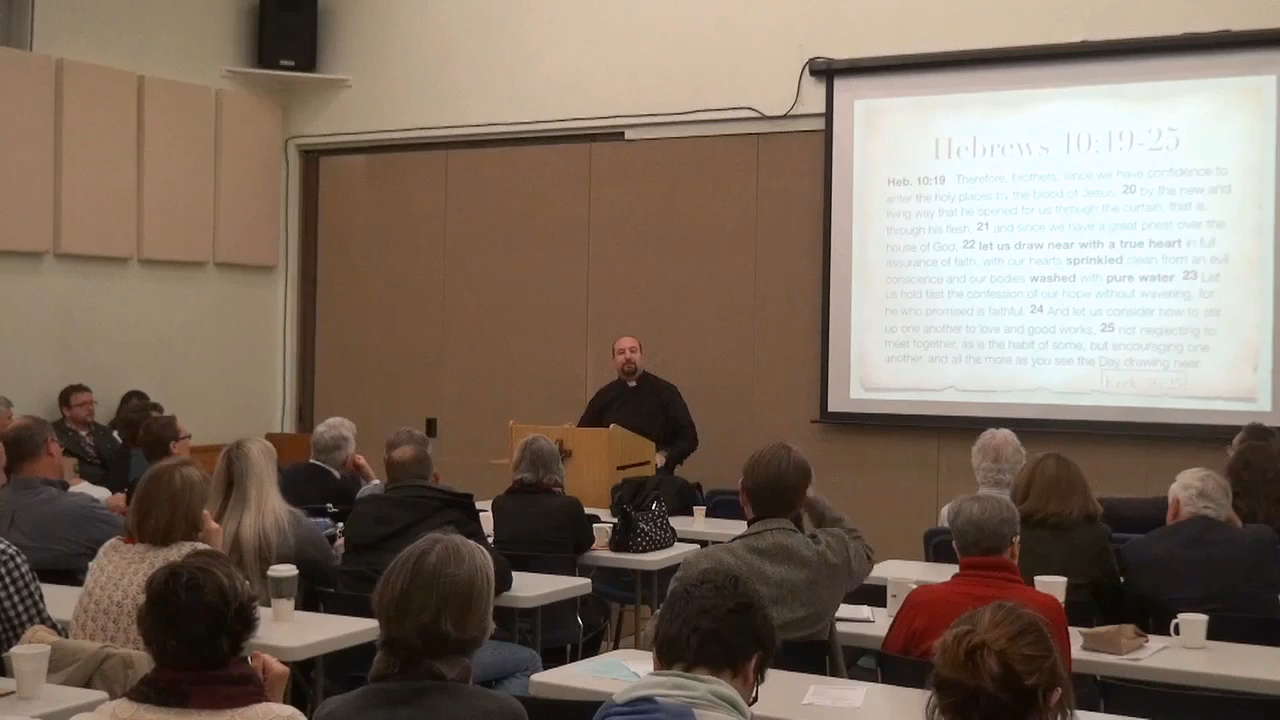 Hebrews 10:19-25
Heb. 10:19 Therefore, brothers, since we have confidence to
enter the holy places by the blood of Jesus, 20 by the new and
living way that he opened for us through the curtain, that is,
through his flesh, 21 and since we have a great priest over the
house of God, 22 let us draw near with a true heart in full
assurance of faith, with our hearts sprinkled clean from an evil
conscience and our bodies washed with pure water. 23 Let
us hold fast the confession of our hope without wavering, for
he who promised is faithful. 24 And let us consider how to stir
up one another to love and good works, 25 not neglecting to
meet together, as is the habit of some, but encouraging one
another, and all the more as you see the Day drawing near.
Ezek. 36:25